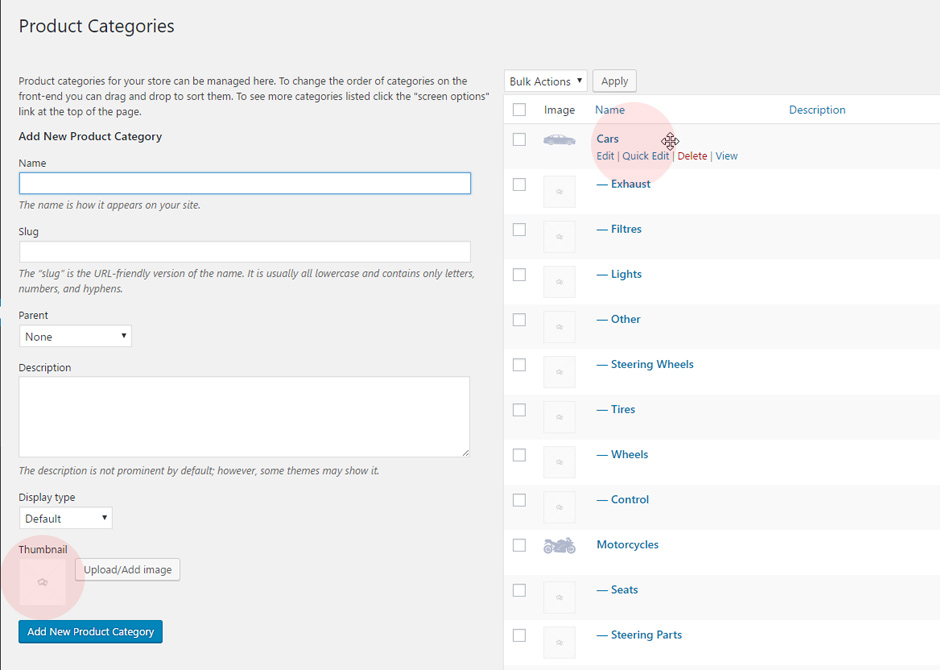 Product Categories
Product categories for your store can be managed here. To change the order of categories on the
front-end you can drag and drop to sort them. To see more categories listed click the "screen options"
link at the top of the page.
Add New Product Category
Name
The name is how it appears on your site.
Slug
The “slug” is the URL-friendly version of the name. It is usually all lowercase and contains only letters,
numbers, and hyphens.
Parent
None
Description
The description is not prominent by default; however, some themes may show it.
Display type
Default
Thumbnail
Upload/Add image
Add New Product Category
Bulk Actions Apply
Image Name Description
Cars
Edit | Quick Edit | Delete | View
— Exhaust
— Filtres
— Lights
— Other
— Steering Wheels
— Tires
— Wheels
— Control
Motorcycles
— Seats
— Steering Parts